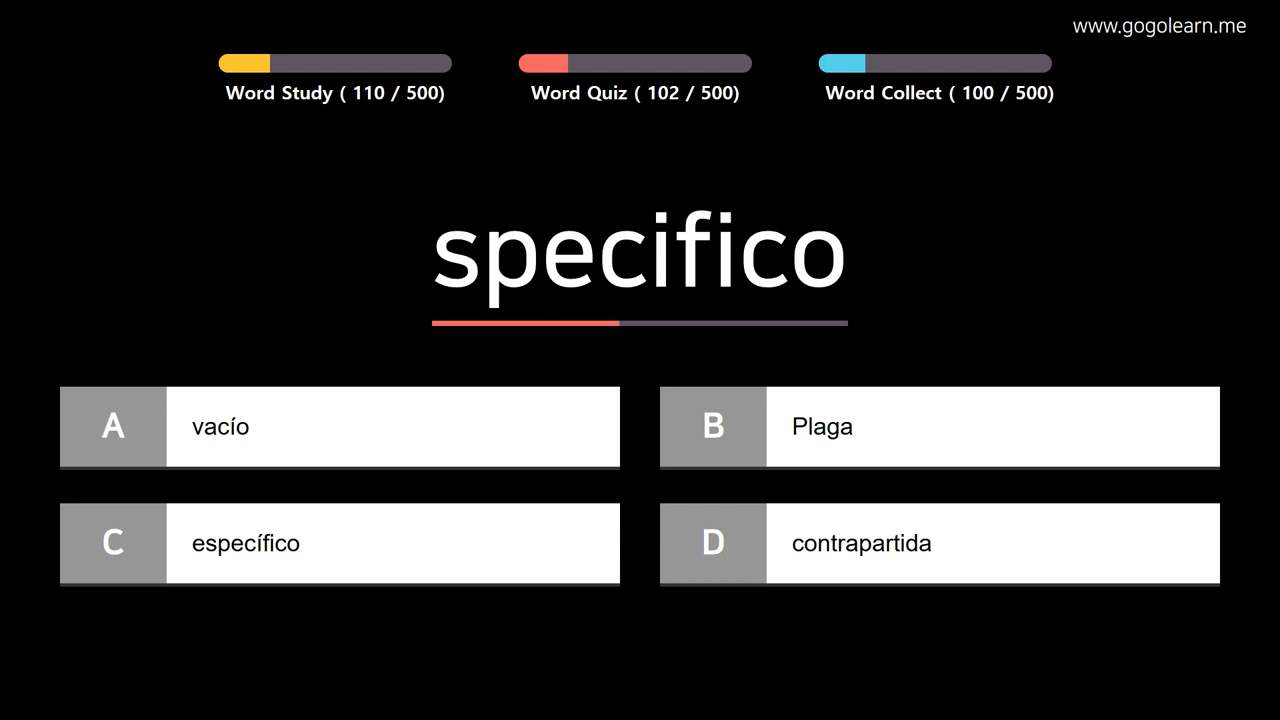 www.gogolearn.me
Word Study ( 110 / 500)
Word Quiz ( 102 / 500)
Word Collect ( 100 / 500)
specifico
A
vacío
B
Plaga
C
específico
D
contrapartida